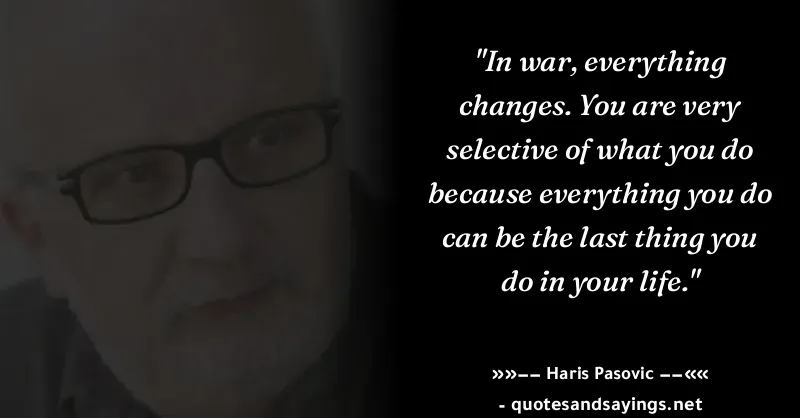 "In war, everything
changes. You are very
selective of what you do
because everything you do
can be the last thing you
do in your life."
»»−− Haris Pasovic −−««
- quotesandsayings.net